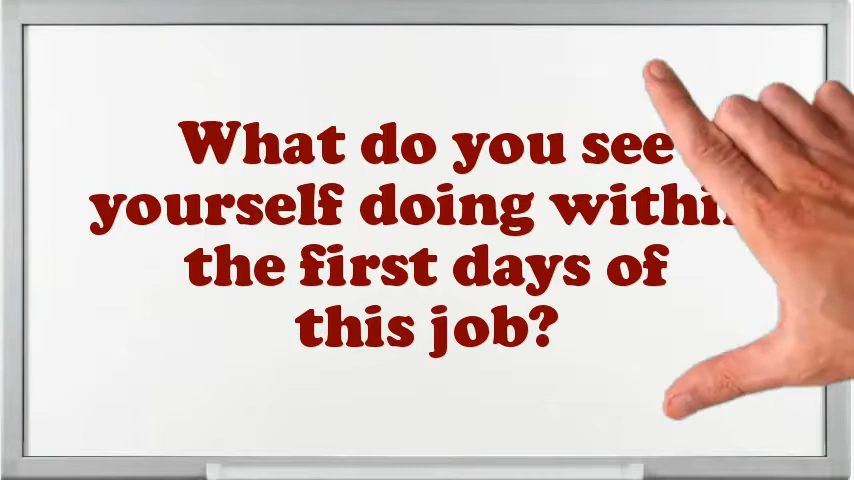 What do you see
yourself doing within
the first days of
this job?